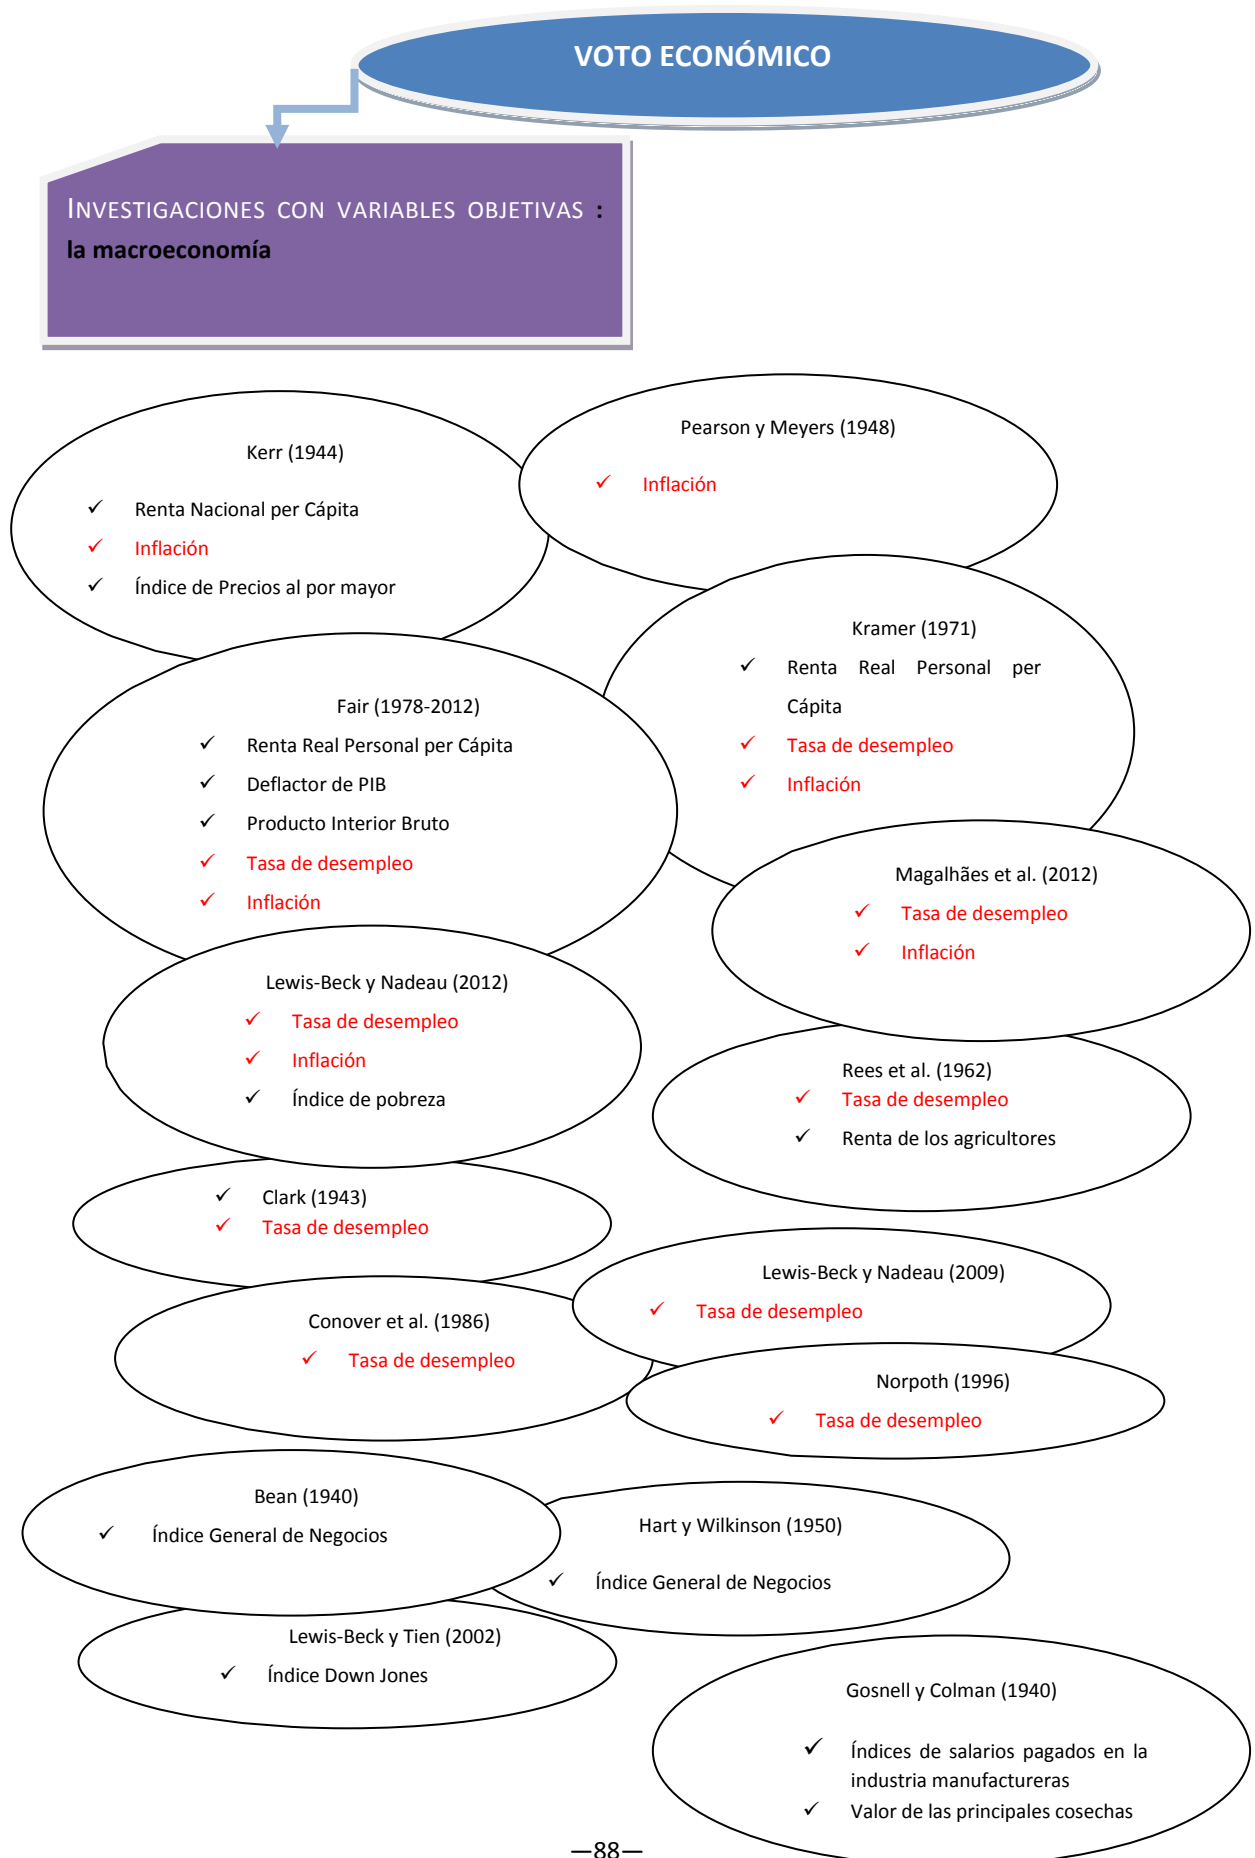 VOTO ECONÓMICO
INVESTIGACIONES CON VARIABLES OBJETIVAS :
la macroeconomía
Kerr (1944)
✓ Renta Nacional per Cápita
✓ Inflación
✓ Índice de Precios al por mayor
Pearson y Meyers (1948)
✓ Inflación
Kramer (1971)
✓ Renta Real Personal per
Cápita
✓ Tasa de desempleo
✓ Inflación
Fair (1978-2012)
✓ Renta Real Personal per Cápita
✓ Deflactor de PIB
✓ Producto Interior Bruto
✓ Tasa de desempleo
✓ Inflación
Magalhães et al. (2012)
✓ Tasa de desempleo
✓ Inflación
Lewis-Beck y Nadeau (2012)
✓ Tasa de desempleo
✓ Inflación
✓ Índice de pobreza
Rees et al. (1962)
✓ Tasa de desempleo
✓ Renta de los agricultores
✓ Clark (1943)
✓ Tasa de desempleo
Lewis-Beck y Nadeau (2009)
✓ Tasa de desempleo
Conover et al. (1986)
✓ Tasa de desempleo
Norpoth (1996)
✓ Tasa de desempleo
Bean (1940)
✓ Índice General de Negocios
Hart y Wilkinson (1950)
✓ Índice General de Negocios
Lewis-Beck y Tien (2002)
✓ Índice Down Jones
Gosnell y Colman (1940)
✓ Índices de salarios pagados en la
industria manufactureras
✓ Valor de las principales cosechas
—88—